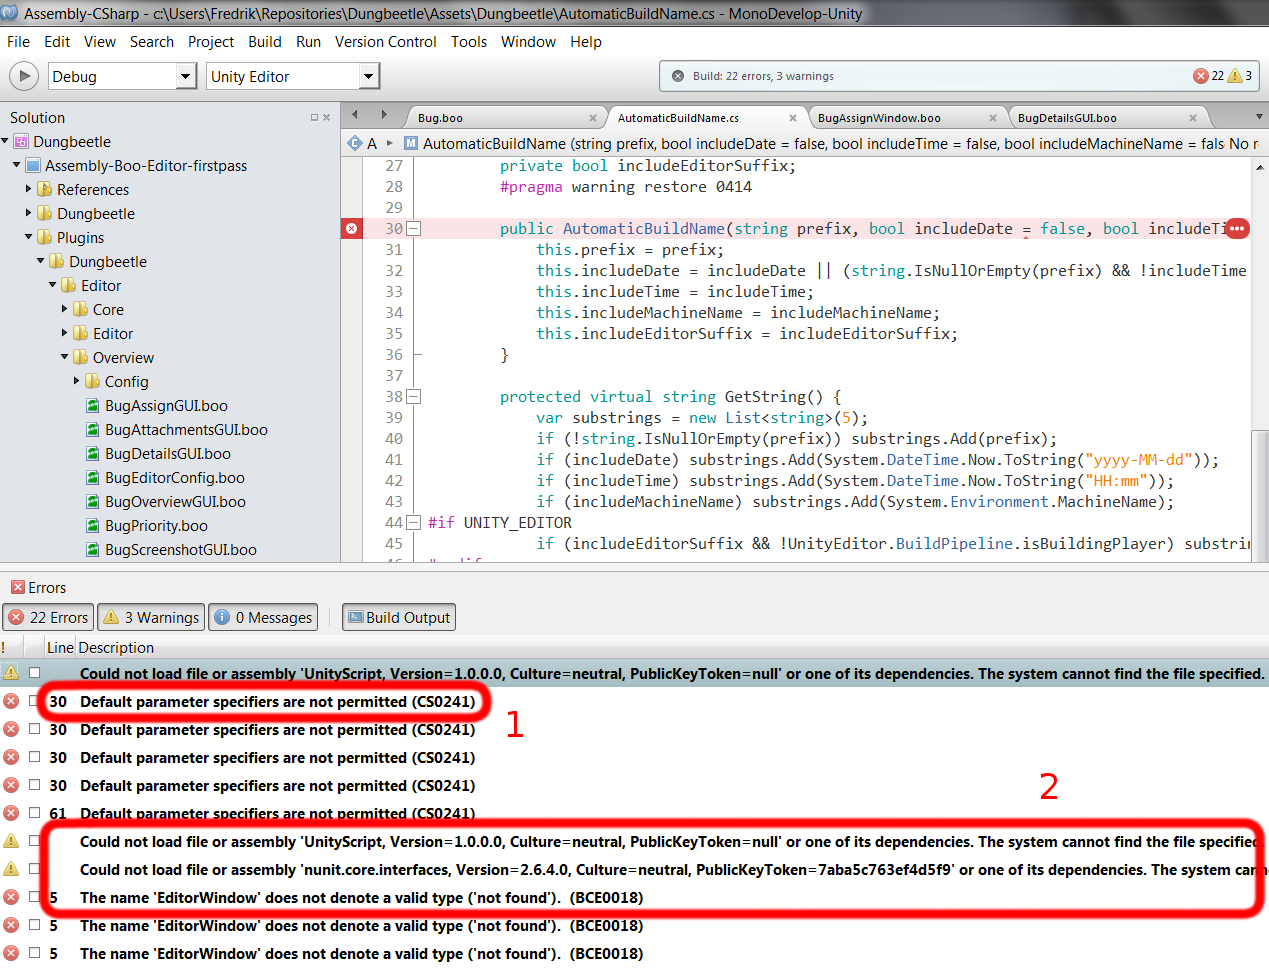 Assembly-CSharp - c:\Users\Fredrik\Repositories\Dungbeetle\Assets\Dungbeetle\AutomaticBuildName.cs - MonoDevelop-Unity
File Edit View Search Project Build Run Version Control Tools Window Help
Debug Unity Editor Build: 22 errors, 3 warnings 22 3
Solution
Dungbeetle
Assembly-Boo-Editor-firstpass
References
Dungbeetle
Plugins
Dungbeetle
Editor
Core
Editor
Overview
Config
BugAssignGUI.boo
BugAttachmentsGUI.boo
BugDetailsGUI.boo
BugEditorConfig.boo
BugOverviewGUI.boo
BugPriority.boo
BugScreenshotGUI.boo
Bug.boo AutomaticBuildName.cs BugAssignWindow.boo BugDetailsGUI.boo
C A M AutomaticBuildName (string prefix, bool includeDate = false, bool includeTime = false, bool includeMachineName = fals No r
27 private bool includeEditorSuffix;
28 #pragma warning restore 0414
29
30 public AutomaticBuildName(string prefix, bool includeDate = false, bool includeTi
31 this.prefix = prefix;
32 this.includeDate = includeDate || (string.IsNullOrEmpty(prefix) && !includeTime
33 this.includeTime = includeTime;
34 this.includeMachineName = includeMachineName;
35 this.includeEditorSuffix = includeEditorSuffix;
36 }
37
38 protected virtual string GetString() {
39 var substrings = new List<string>(5);
40 if (!string.IsNullOrEmpty(prefix)) substrings.Add(prefix);
41 if (includeDate) substrings.Add(System.DateTime.Now.ToString("yyyy-MM-dd"));
42 if (includeTime) substrings.Add(System.DateTime.Now.ToString("HH:mm"));
43 if (includeMachineName) substrings.Add(System.Environment.MachineName);
44 #if UNITY_EDITOR
45 if (includeEditorSuffix && !UnityEditor.BuildPipeline.isBuildingPlayer) substrin
Errors
22 Errors 3 Warnings 0 Messages Build Output
! Line Description
Could not load file or assembly 'UnityScript, Version=1.0.0.0, Culture=neutral, PublicKeyToken=null' or one of its dependencies. The system cannot find the file specified.
30 Default parameter specifiers are not permitted (CS0241)
1
30 Default parameter specifiers are not permitted (CS0241)
30 Default parameter specifiers are not permitted (CS0241)
30 Default parameter specifiers are not permitted (CS0241)
2
61 Default parameter specifiers are not permitted (CS0241)
Could not load file or assembly 'UnityScript, Version=1.0.0.0, Culture=neutral, PublicKeyToken=null' or one of its dependencies. The system cannot find the file specified.
Could not load file or assembly 'nunit.core.interfaces, Version=2.6.4.0, Culture=neutral, PublicKeyToken=7aba5c763ef4d5f9' or one of its dependencies. The system canno
5 The name 'EditorWindow' does not denote a valid type ('not found'). (BCE0018)
5 The name 'EditorWindow' does not denote a valid type ('not found'). (BCE0018)
5 The name 'EditorWindow' does not denote a valid type ('not found'). (BCE0018)